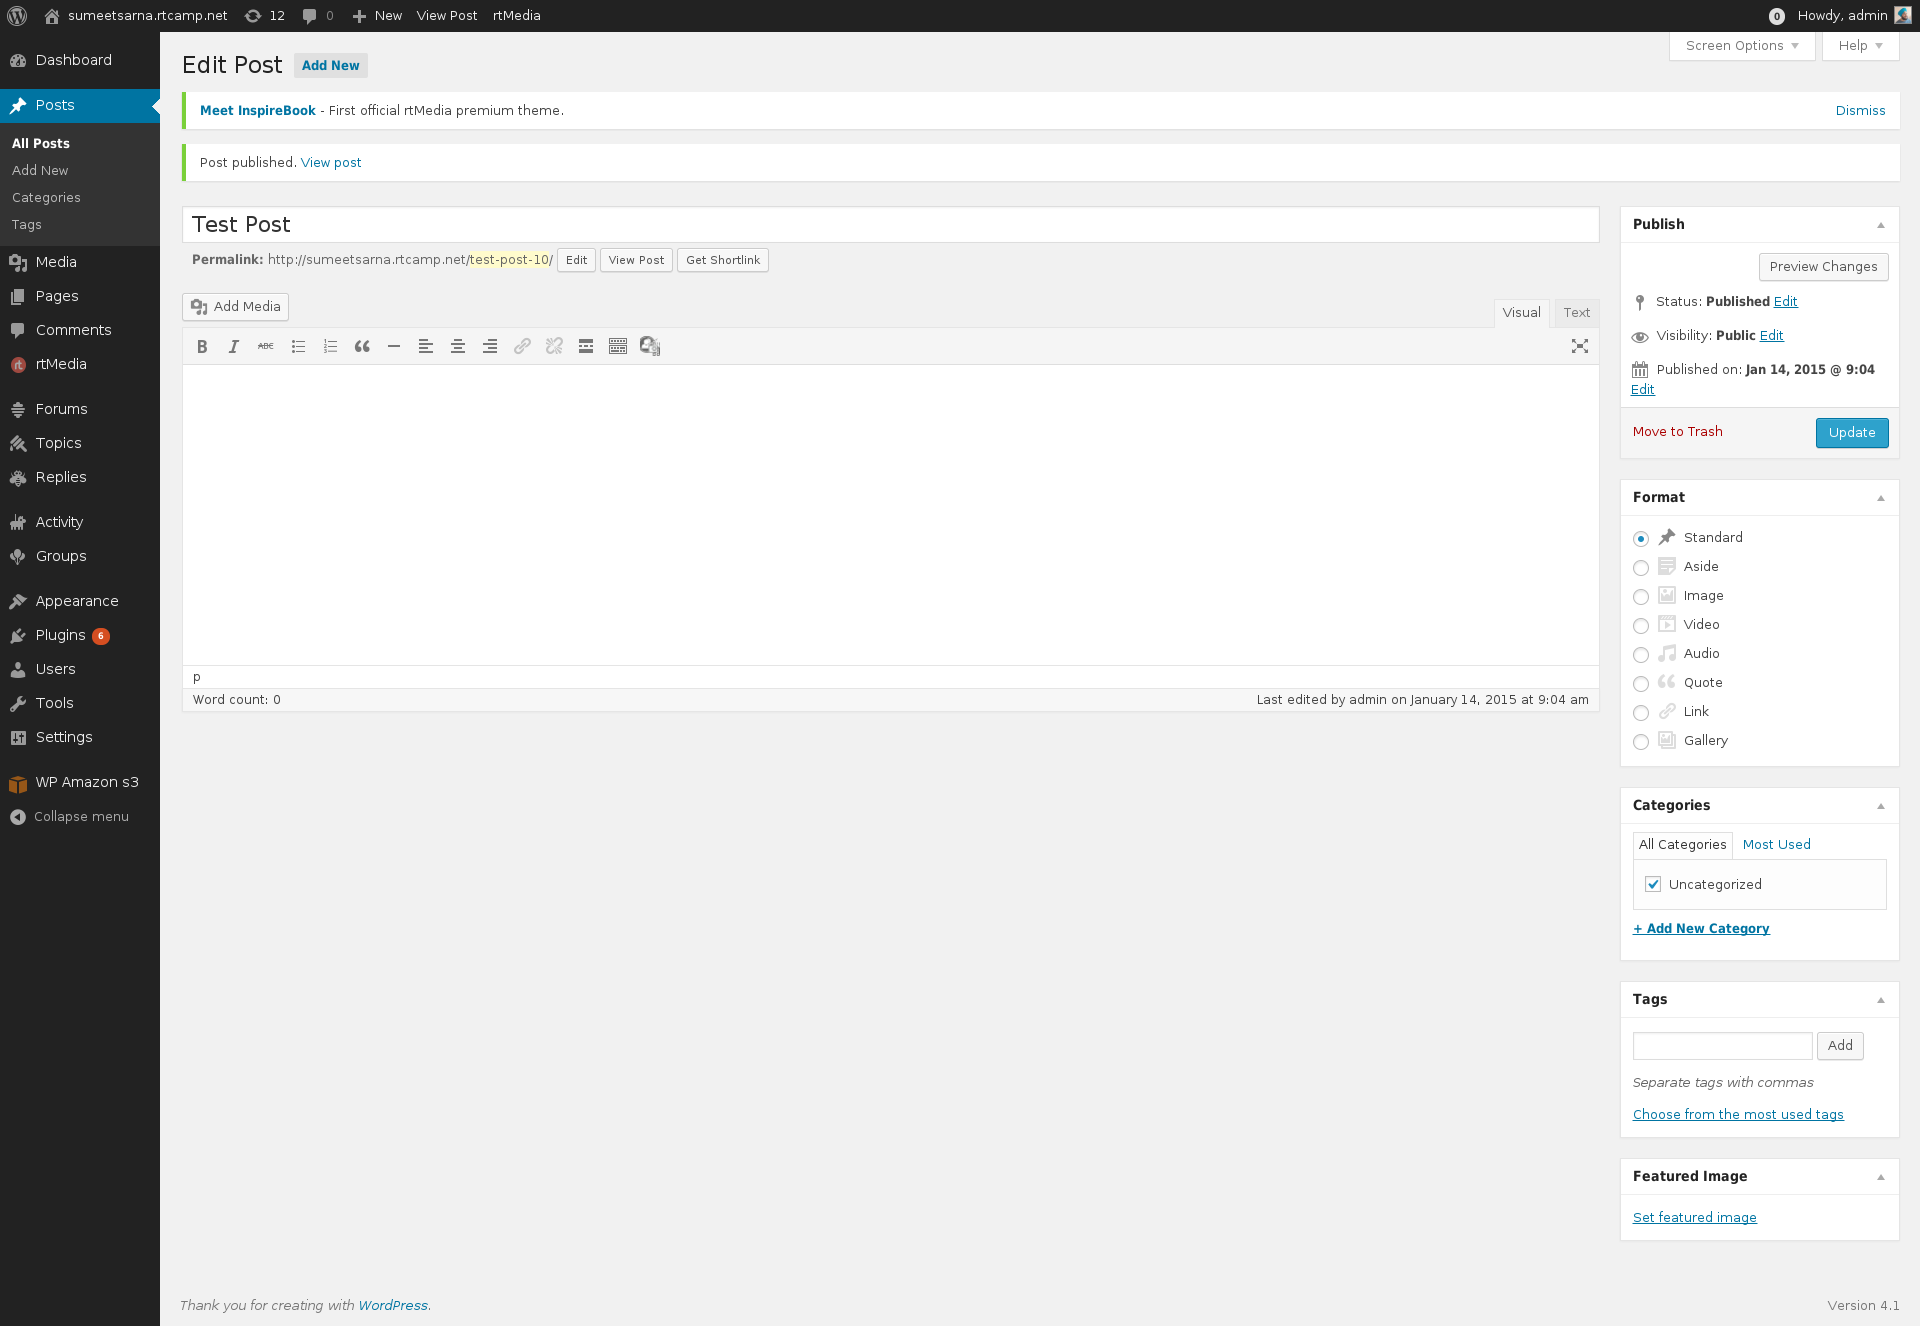 sumeetsarna.rtcamp.net 12 0 New View Post rtMedia 0 Howdy, admin
Screen Options Help
Dashboard
Posts
All Posts
Add New
Categories
Tags
Media
Pages
Comments
rt rtMedia
Forums
Topics
Replies
Activity
Groups
Appearance
Plugins 6
Users
Tools
Settings
WP Amazon s3
Collapse menu
Edit Post Add New
Meet InspireBook - First official rtMedia premium theme. Dismiss
Post published. View post
Test Post
Permalink: http://sumeetsarna.rtcamp.net/test-post-10/ Edit View Post Get Shortlink
Add Media Visual Text
B I ABC
p
Word count: 0 Last edited by admin on January 14, 2015 at 9:04 am
Publish
Preview Changes
Status: Published Edit
Visibility: Public Edit
Published on: Jan 14, 2015 @ 9:04
Edit
Move to Trash Update
Format
Standard
Aside
Image
Video
Audio
Quote
Link
Gallery
Categories
All Categories Most Used
Uncategorized
+ Add New Category
Tags
Add
Separate tags with commas
Choose from the most used tags
Featured Image
Set featured image
Thank you for creating with WordPress. Version 4.1